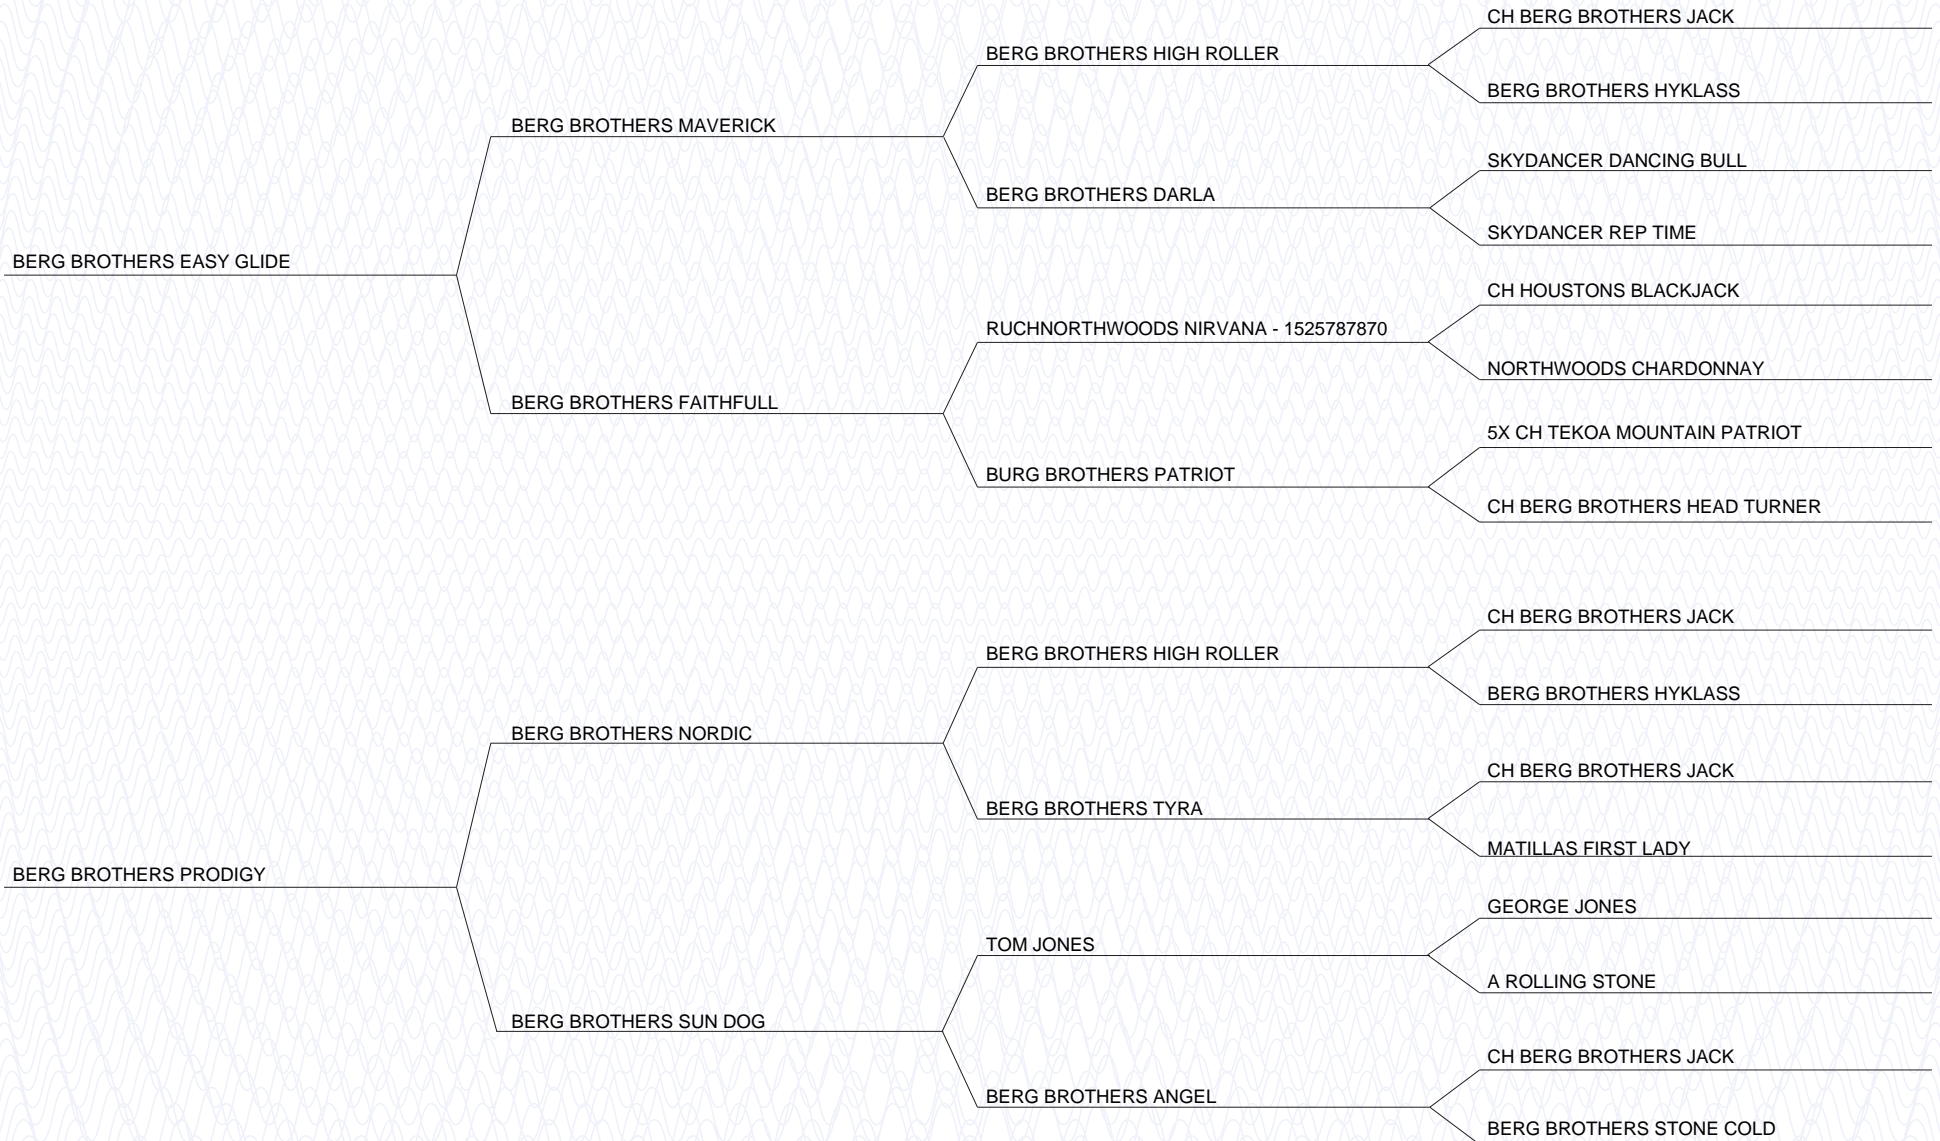 CH BERG BROTHERS JACK
BERG BROTHERS HIGH ROLLER
BERG BROTHERS HYKLASS
BERG BROTHERS MAVERICK
SKYDANCER DANCING BULL
BERG BROTHERS DARLA
SKYDANCER REP TIME
BERG BROTHERS EASY GLIDE
CH HOUSTONS BLACKJACK
RUCHNORTHWOODS NIRVANA - 1525787870
NORTHWOODS CHARDONNAY
BERG BROTHERS FAITHFULL
5X CH TEKOA MOUNTAIN PATRIOT
BURG BROTHERS PATRIOT
CH BERG BROTHERS HEAD TURNER
CH BERG BROTHERS JACK
BERG BROTHERS HIGH ROLLER
BERG BROTHERS HYKLASS
BERG BROTHERS NORDIC
CH BERG BROTHERS JACK
BERG BROTHERS TYRA
MATILLAS FIRST LADY
BERG BROTHERS PRODIGY
GEORGE JONES
TOM JONES
A ROLLING STONE
BERG BROTHERS SUN DOG
CH BERG BROTHERS JACK
BERG BROTHERS ANGEL
BERG BROTHERS STONE COLD